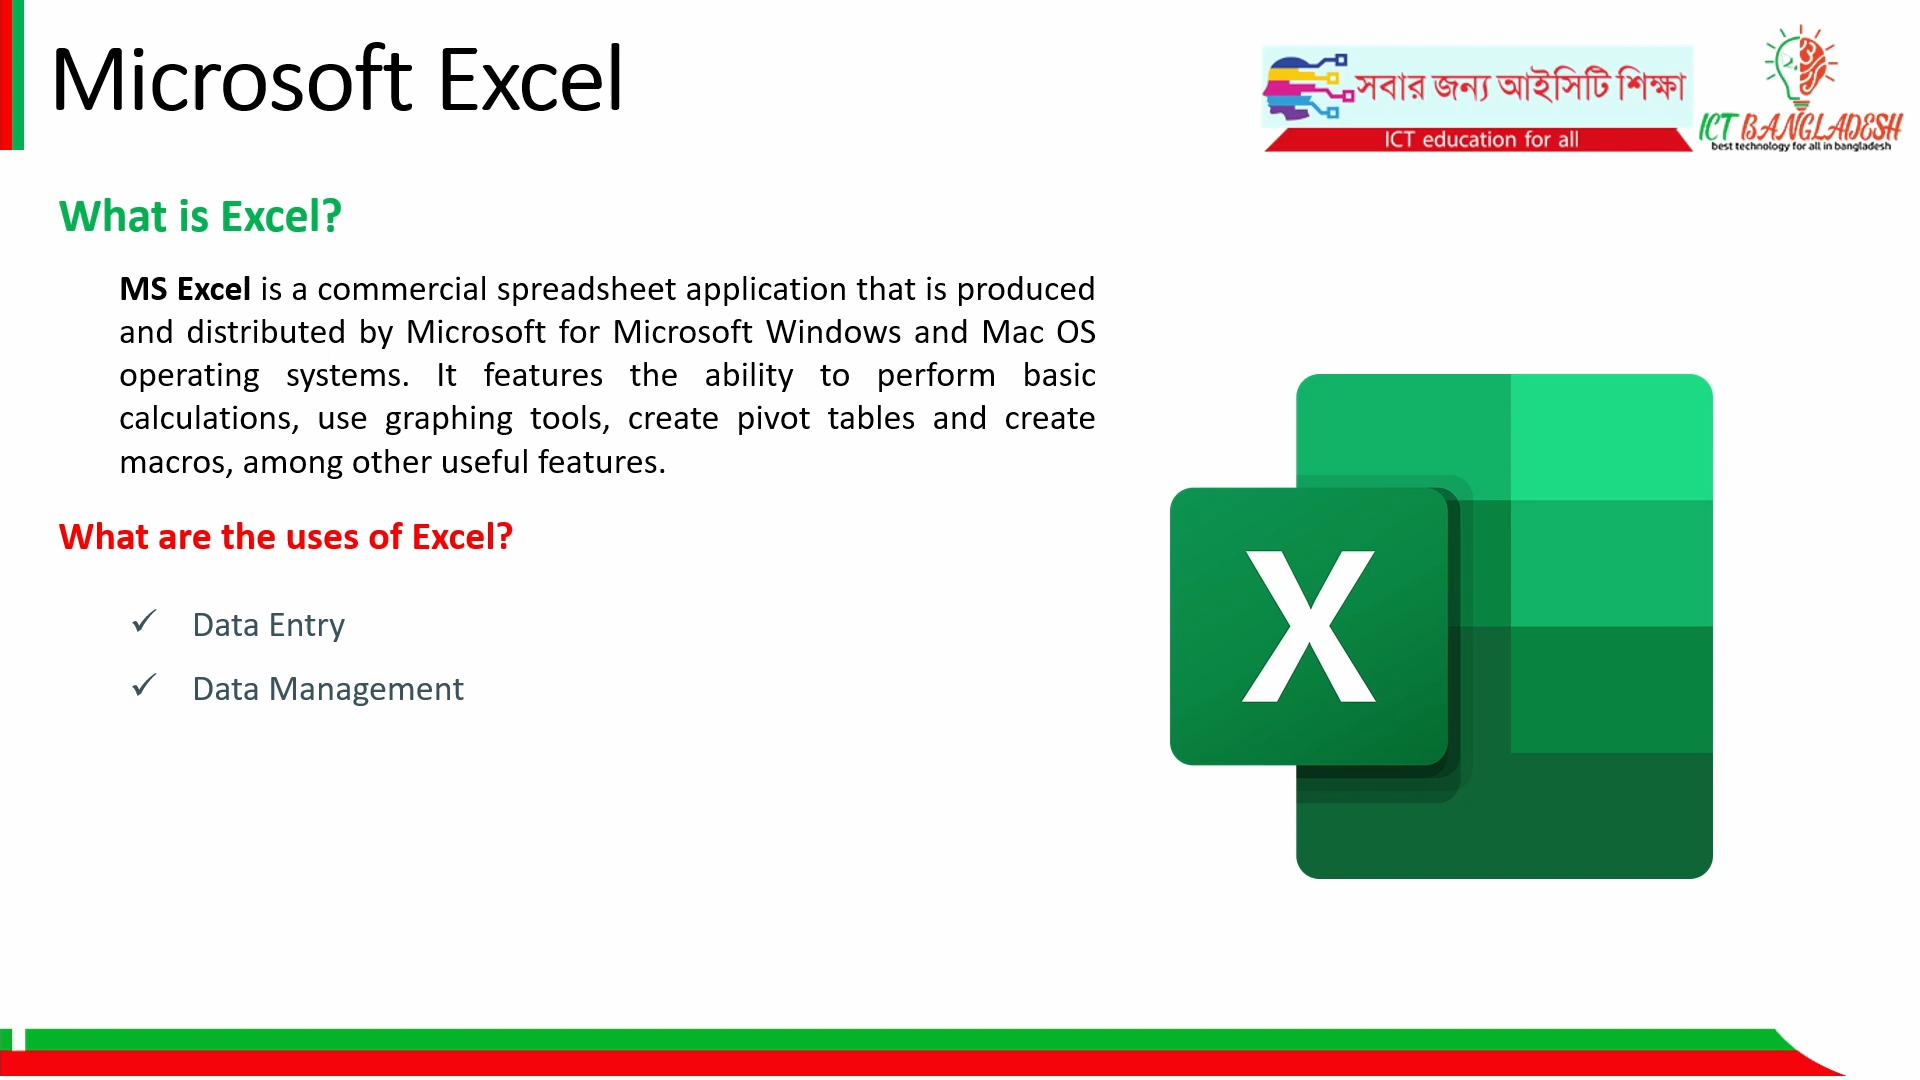 Microsoft Excel
সবার জন্য আইসিটি শিক্ষা
ICT education for all
ICT BANGLADESH
best technology for all in bangladesh
What is Excel?
MS Excel is a commercial spreadsheet application that is produced
and distributed by Microsoft for Microsoft Windows and Mac OS
operating systems. It features the ability to perform basic
calculations, use graphing tools, create pivot tables and create
macros, among other useful features.
What are the uses of Excel?
✓ Data Entry
✓ Data Management
X